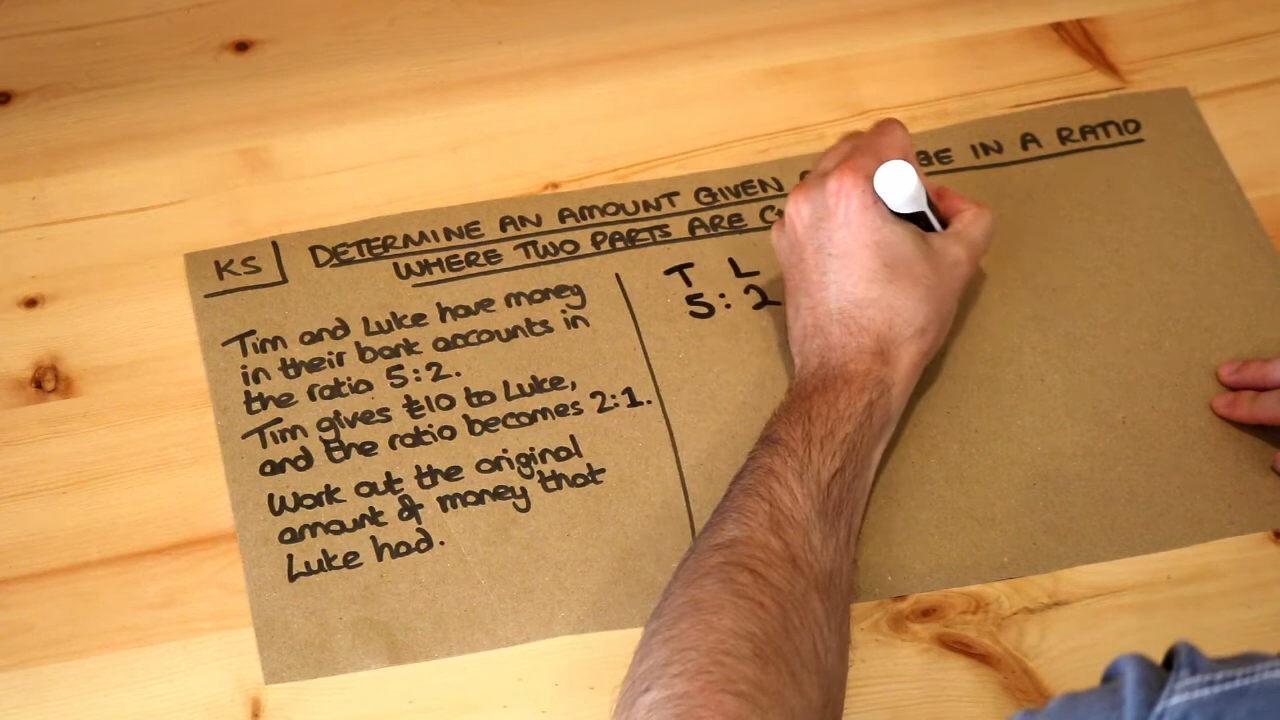 KS
DETERMINE AN AMOUNT GIVEN IN A RATIO
WHERE TWO PARTS ARE
Tim and Luke have money
in their bank accounts in
the ratio 5:2.
Tim gives £10 to Luke,
and the ratio becomes 2:1.
Work out the original
amount of money that
Luke had.
T L
5:2